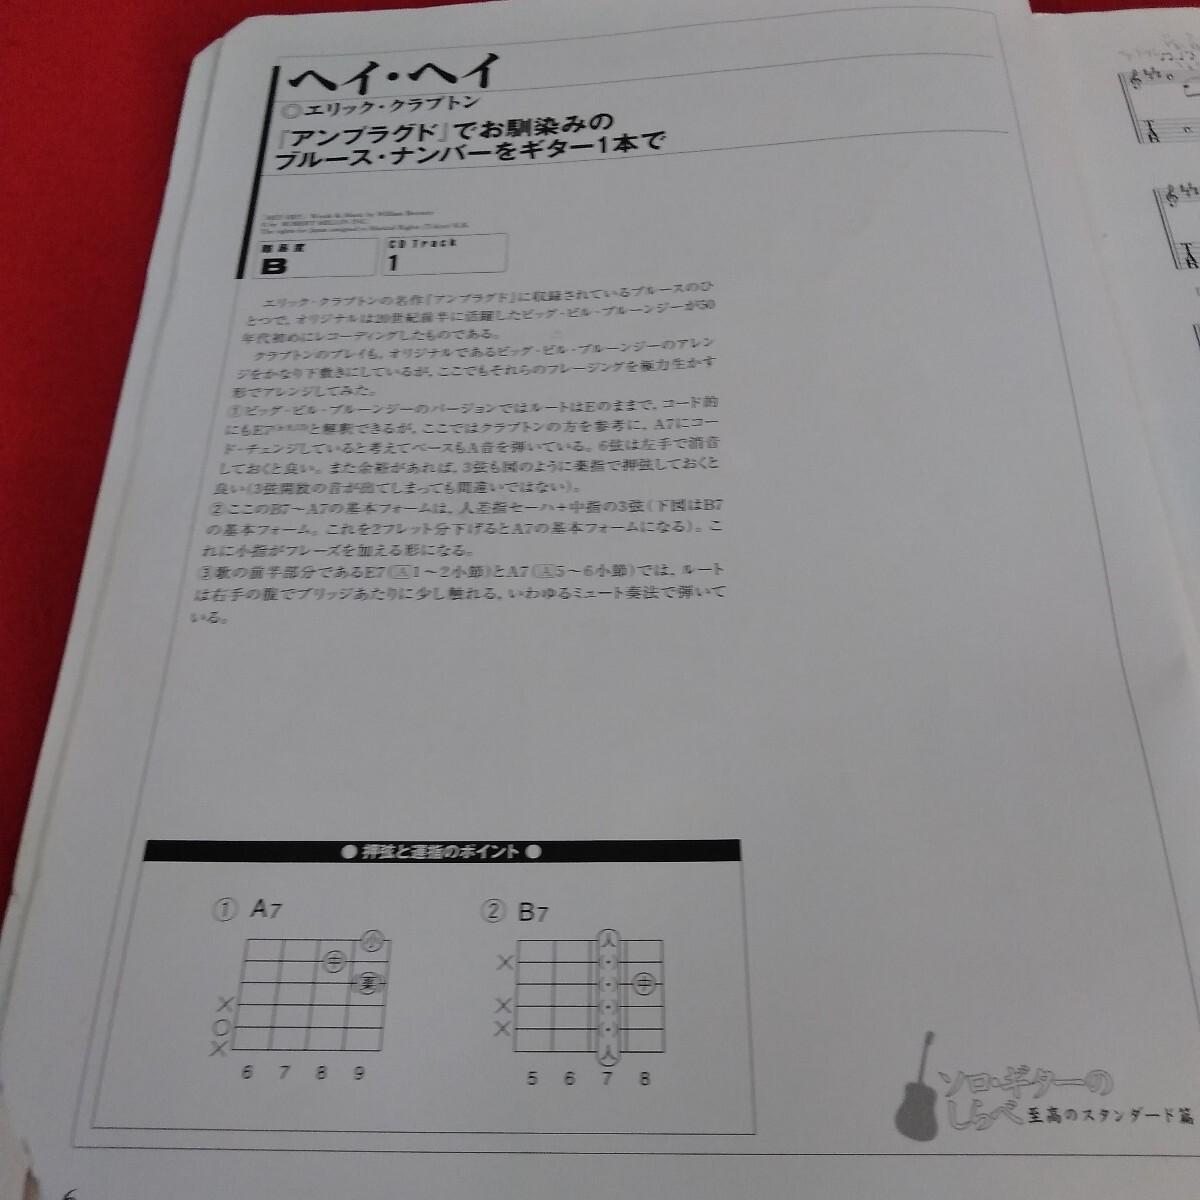 ヘイ・ヘイ
◎エリック・クラプトン
『アンプラグド』でお馴染みの
ブルース・ナンバーをギター1本で
難易度
B
CD Track
1
エリック・クラプトンの名作『アンプラグド』に収録されているブルースのひ
とつで、オリジナルは20世紀前半に活躍したビッグ・ビル・ブルーンジーが50
年代初めにレコーディングしたものである。
クラプトンのプレイも、オリジナルであるビッグ・ビル・ブルーンジーのアレン
ジをかなり下敷きにしているが、ここでもそれらのフレージングを極力生かす
形でアレンジしてみた。
①ビッグ・ビル・ブルーンジーのバージョンではルートはEのままで、コード的
にもE7と解釈できるが、ここではクラプトンの方を参考に、A7にコー
ド・チェンジしていると考えてベースもA音を弾いている。6弦は左手で消音
しておくと良い。また余裕があれば、3弦も図のように薬指で押弦しておくと
良い(3弦開放の音が出てしまっても間違いではない)。
②ここのB7～A7の基本フォームは、人差指セーハ+中指の3弦(下図はB7
の基本フォーム。これを2フレット分下げるとA7の基本フォームになる)。こ
れに小指がフレーズを加える形になる。
③歌の前半部分であるE7(A1～2小節)とA7(A5～6小節)では、ルート
は右手の腹でブリッジあたりに少し触れる、いわゆるミュート奏法で弾いて
いる。
●押弦と運指のポイント●
① A7
小
中
薬
×
○
×
6 7 8 9
② B7
人
×
中
×
×
人
5 6 7 8
ソロ・ギターの
しらべ 至高のスタンダード篇
6
T
A
B
T
A
B